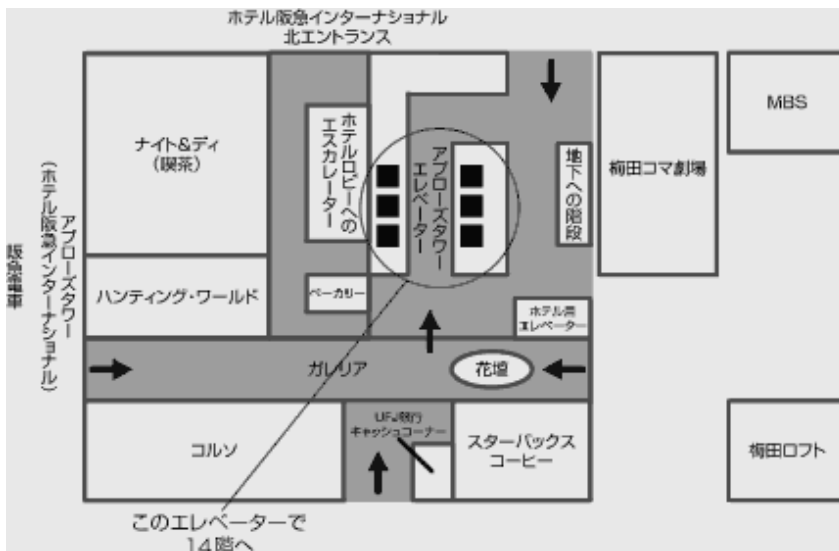 ホテル阪急インターナショナル
北エントランス
ナイト&ディ
(喫茶)
ホテルロビーへの
エスカレーター
アプローズタワー
エレベーター
地下への階段
梅田コマ劇場
MBS
阪急電車
アプローズタワー
(ホテル阪急インターナショナル)
ハンティング・ワールド
ベーカリー
ホテル用
エレベーター
ガレリア
花壇
コルソ
UFJ銀行
キャッシュコーナー
スターバックス
コーヒー
梅田ロフト
このエレベーターで
14階へ